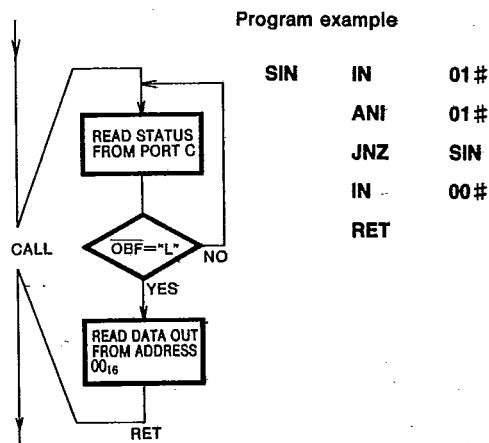 Program example
SIN IN 01#
ANI 01#
JNZ SIN
IN 00#
RET
READ STATUS
FROM PORT C
CALL
O̅B̅F̅="L"
NO
YES
READ DATA OUT
FROM ADDRESS
00₁₆
RET